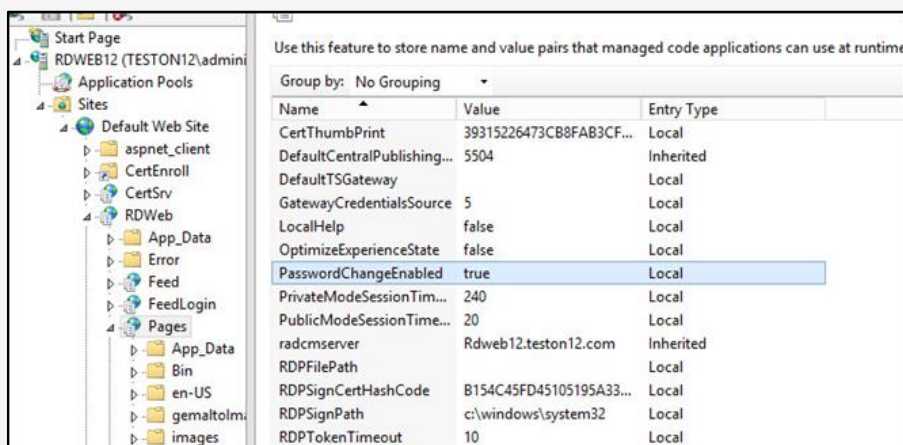 Start Page
RDWEB12 (TESTON12\admini
Application Pools
Sites
Default Web Site
aspnet_client
CertEnroll
CertSrv
RDWeb
App_Data
Error
Feed
FeedLogin
Pages
App_Data
Bin
en-US
gemaltoIma
images
Use this feature to store name and value pairs that managed code applications can use at runtime
Group by: No Grouping
Name Value Entry Type
CertThumbPrint 39315226473CB8FAB3CF... Local
DefaultCentralPublishing... 5504 Inherited
DefaultTSGateway Local
GatewayCredentialsSource 5 Local
LocalHelp false Local
OptimizeExperienceState false Local
PasswordChangeEnabled true Local
PrivateModeSessionTim... 240 Local
PublicModeSessionTime... 20 Local
radcmserver Rdweb12.teston12.com Inherited
RDPFilePath Local
RDPSignCertHashCode B154C45FD45105195A33... Local
RDPSignPath c:\windows\system32 Local
RDPTokenTimeout 10 Local